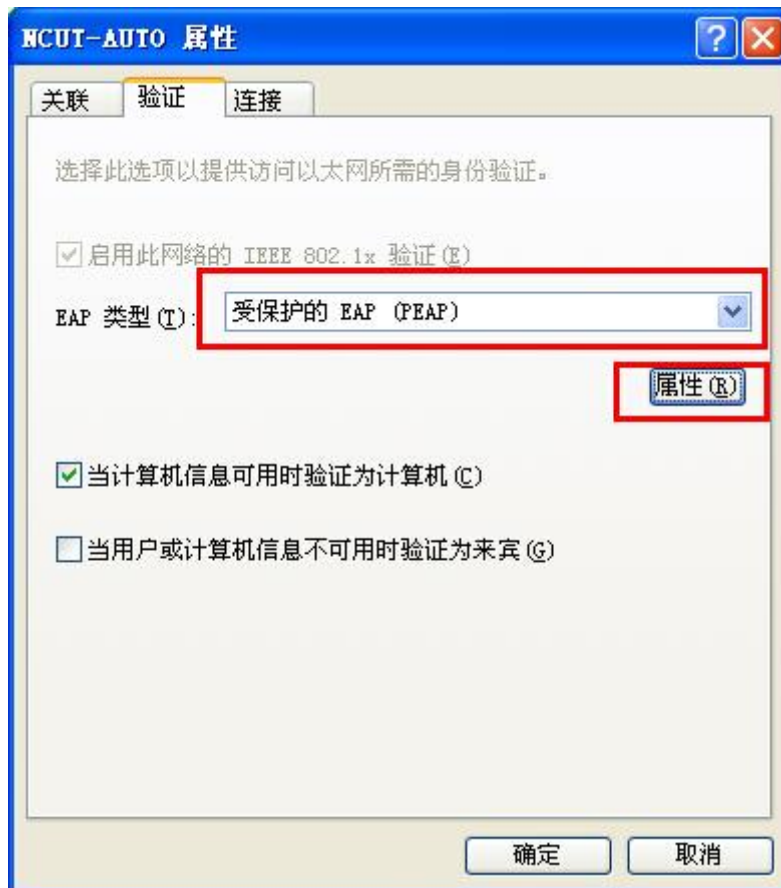 NCUT-AUTO 属性
关联 验证 连接
选择此选项以提供访问以太网所需的身份验证。
启用此网络的 IEEE 802.1x 验证(E)
EAP 类型(T): 受保护的 EAP (PEAP)
属性(R)
当计算机信息可用时验证为计算机(C)
当用户或计算机信息不可用时验证为来宾(G)
确定 取消